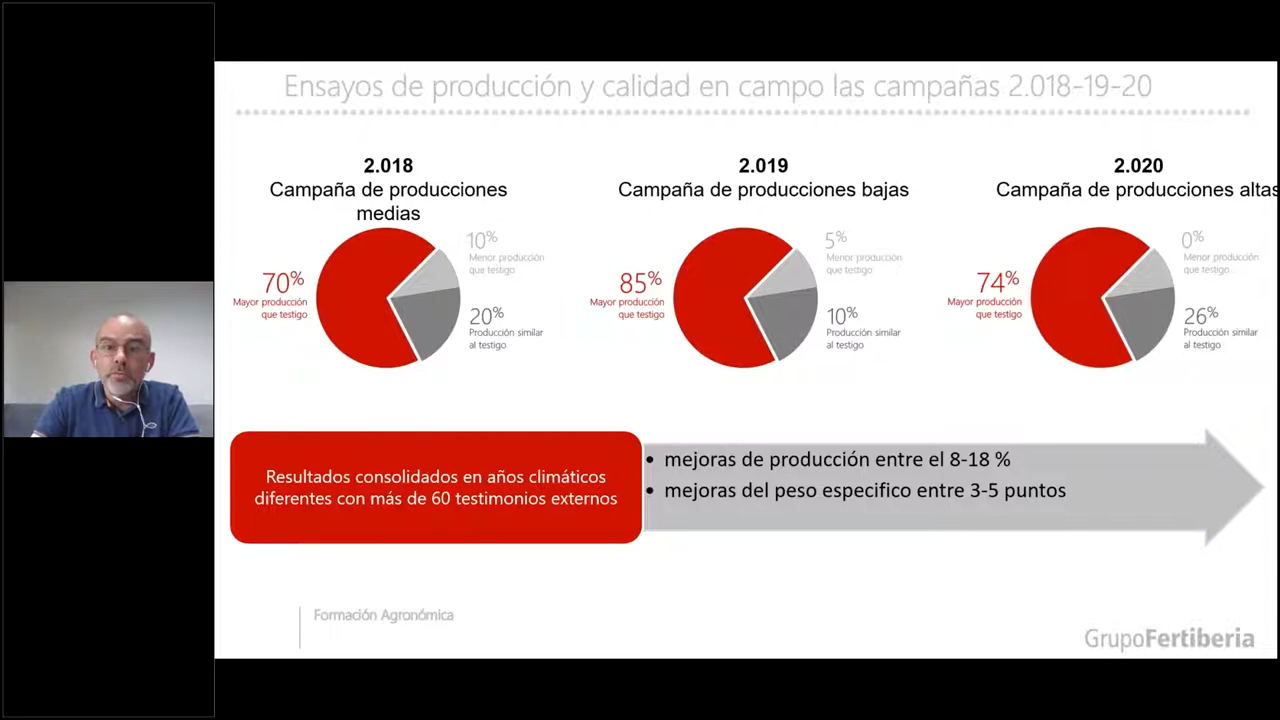 Ensayos de producción y calidad en campo las campañas 2.018-19-20
2.018
Campaña de producciones
medias
70%
Mayor producción
que testigo
10%
Menor producción
que testigo
20%
Producción similar
al testigo
2.019
Campaña de producciones bajas
85%
Mayor producción
que testigo
5%
Menor producción
que testigo
10%
Producción similar
al testigo
2.020
Campaña de producciones altas
74%
Mayor producción
que testigo
0%
Menor producción
que testigo
26%
Producción similar
al testigo
Resultados consolidados en años climáticos
diferentes con más de 60 testimonios externos
• mejoras de producción entre el 8-18 %
• mejoras del peso especifico entre 3-5 puntos
Formación Agronómica
GrupoFertiberia